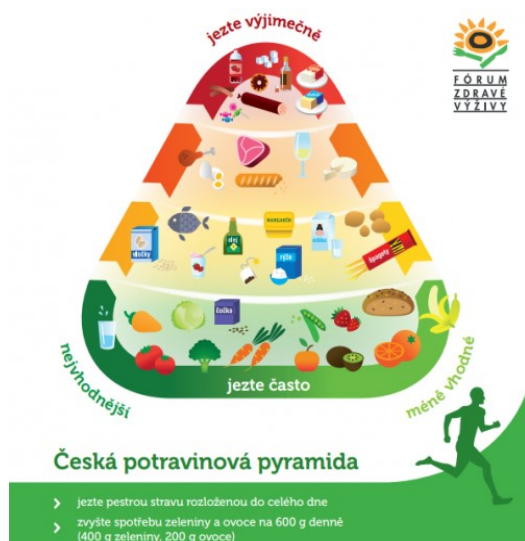 jezte výjimečně
FÓRUM
ZDRAVÉ
VÝŽIVY
MARGARÍN
olej
vločky
rýže
špagety
čočka
nejvhodnější
jezte často
méně vhodné
Česká potravinová pyramida
jezte pestrou stravu rozloženou do celého dne
zvyšte spotřebu zeleniny a ovoce na 600 g denně
(400 g zeleniny, 200 g ovoce)